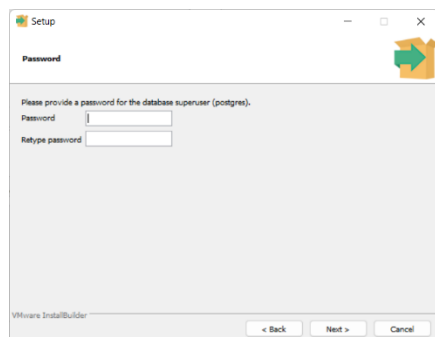 Setup
Password
Please provide a password for the database superuser (postgres).
Password
Retype password
VMware InstallBuilder
< Back Next > Cancel